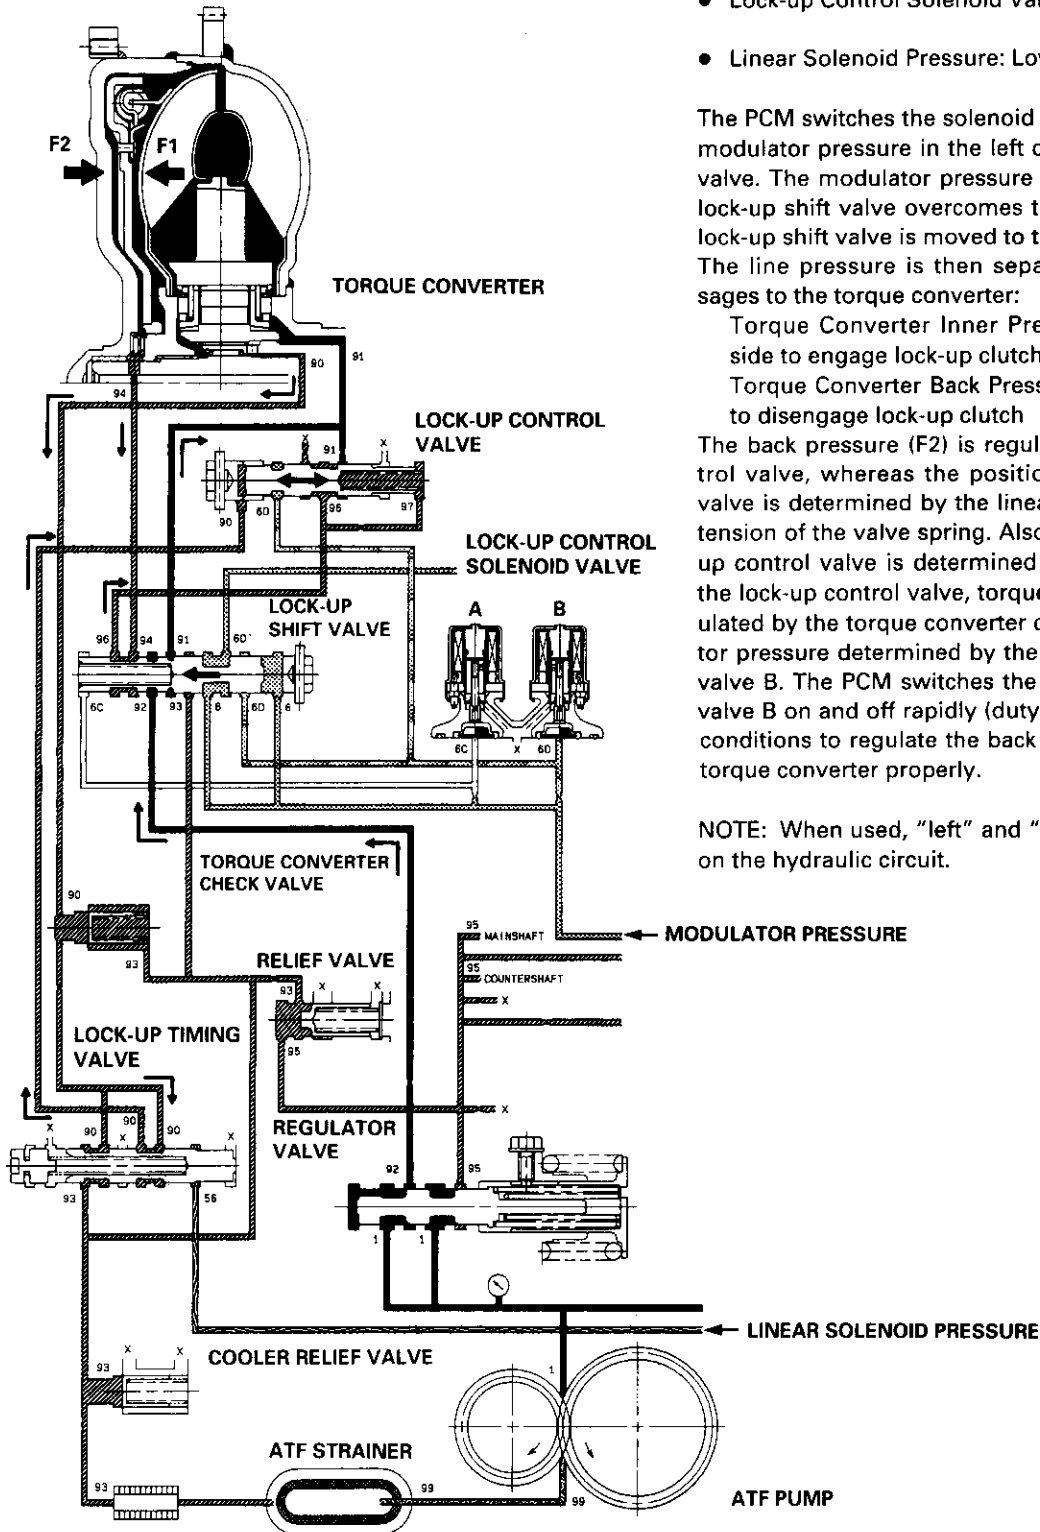 ● Lock-up Control Solenoid Val
● Linear Solenoid Pressure: Lov
The PCM switches the solenoid
modulator pressure in the left c
valve. The modulator pressure
lock-up shift valve overcomes t
lock-up shift valve is moved to t
The line pressure is then sepa
sages to the torque converter:
Torque Converter Inner Pre
side to engage lock-up clutch
Torque Converter Back Press
to disengage lock-up clutch
The back pressure (F2) is regul
trol valve, whereas the positio
valve is determined by the linea
tension of the valve spring. Also
up control valve is determined
the lock-up control valve, torque
ulated by the torque converter c
tor pressure determined by the
valve B. The PCM switches the
valve B on and off rapidly (duty
conditions to regulate the back
torque converter properly.
NOTE: When used, "left" and "
on the hydraulic circuit.
F2
F1
TORQUE CONVERTER
90
91
94
LOCK-UP CONTROL
VALVE
X
91
X
90
6D
96
97
LOCK-UP CONTROL
SOLENOID VALVE
LOCK-UP
SHIFT VALVE
A
B
96
94
91
6D'
6C
92
93
6
6D
6
6C
X
6D
TORQUE CONVERTER
CHECK VALVE
90
93
95
MAINSHAFT
MODULATOR PRESSURE
RELIEF VALVE
95
COUNTERSHAFT
93
X
X
X
95
LOCK-UP TIMING
VALVE
X
REGULATOR
VALVE
X
90
X
90
90
X
93
56
92
95
1
1
LINEAR SOLENOID PRESSURE
COOLER RELIEF VALVE
93
X
X
1
ATF STRAINER
93
99
99
ATF PUMP